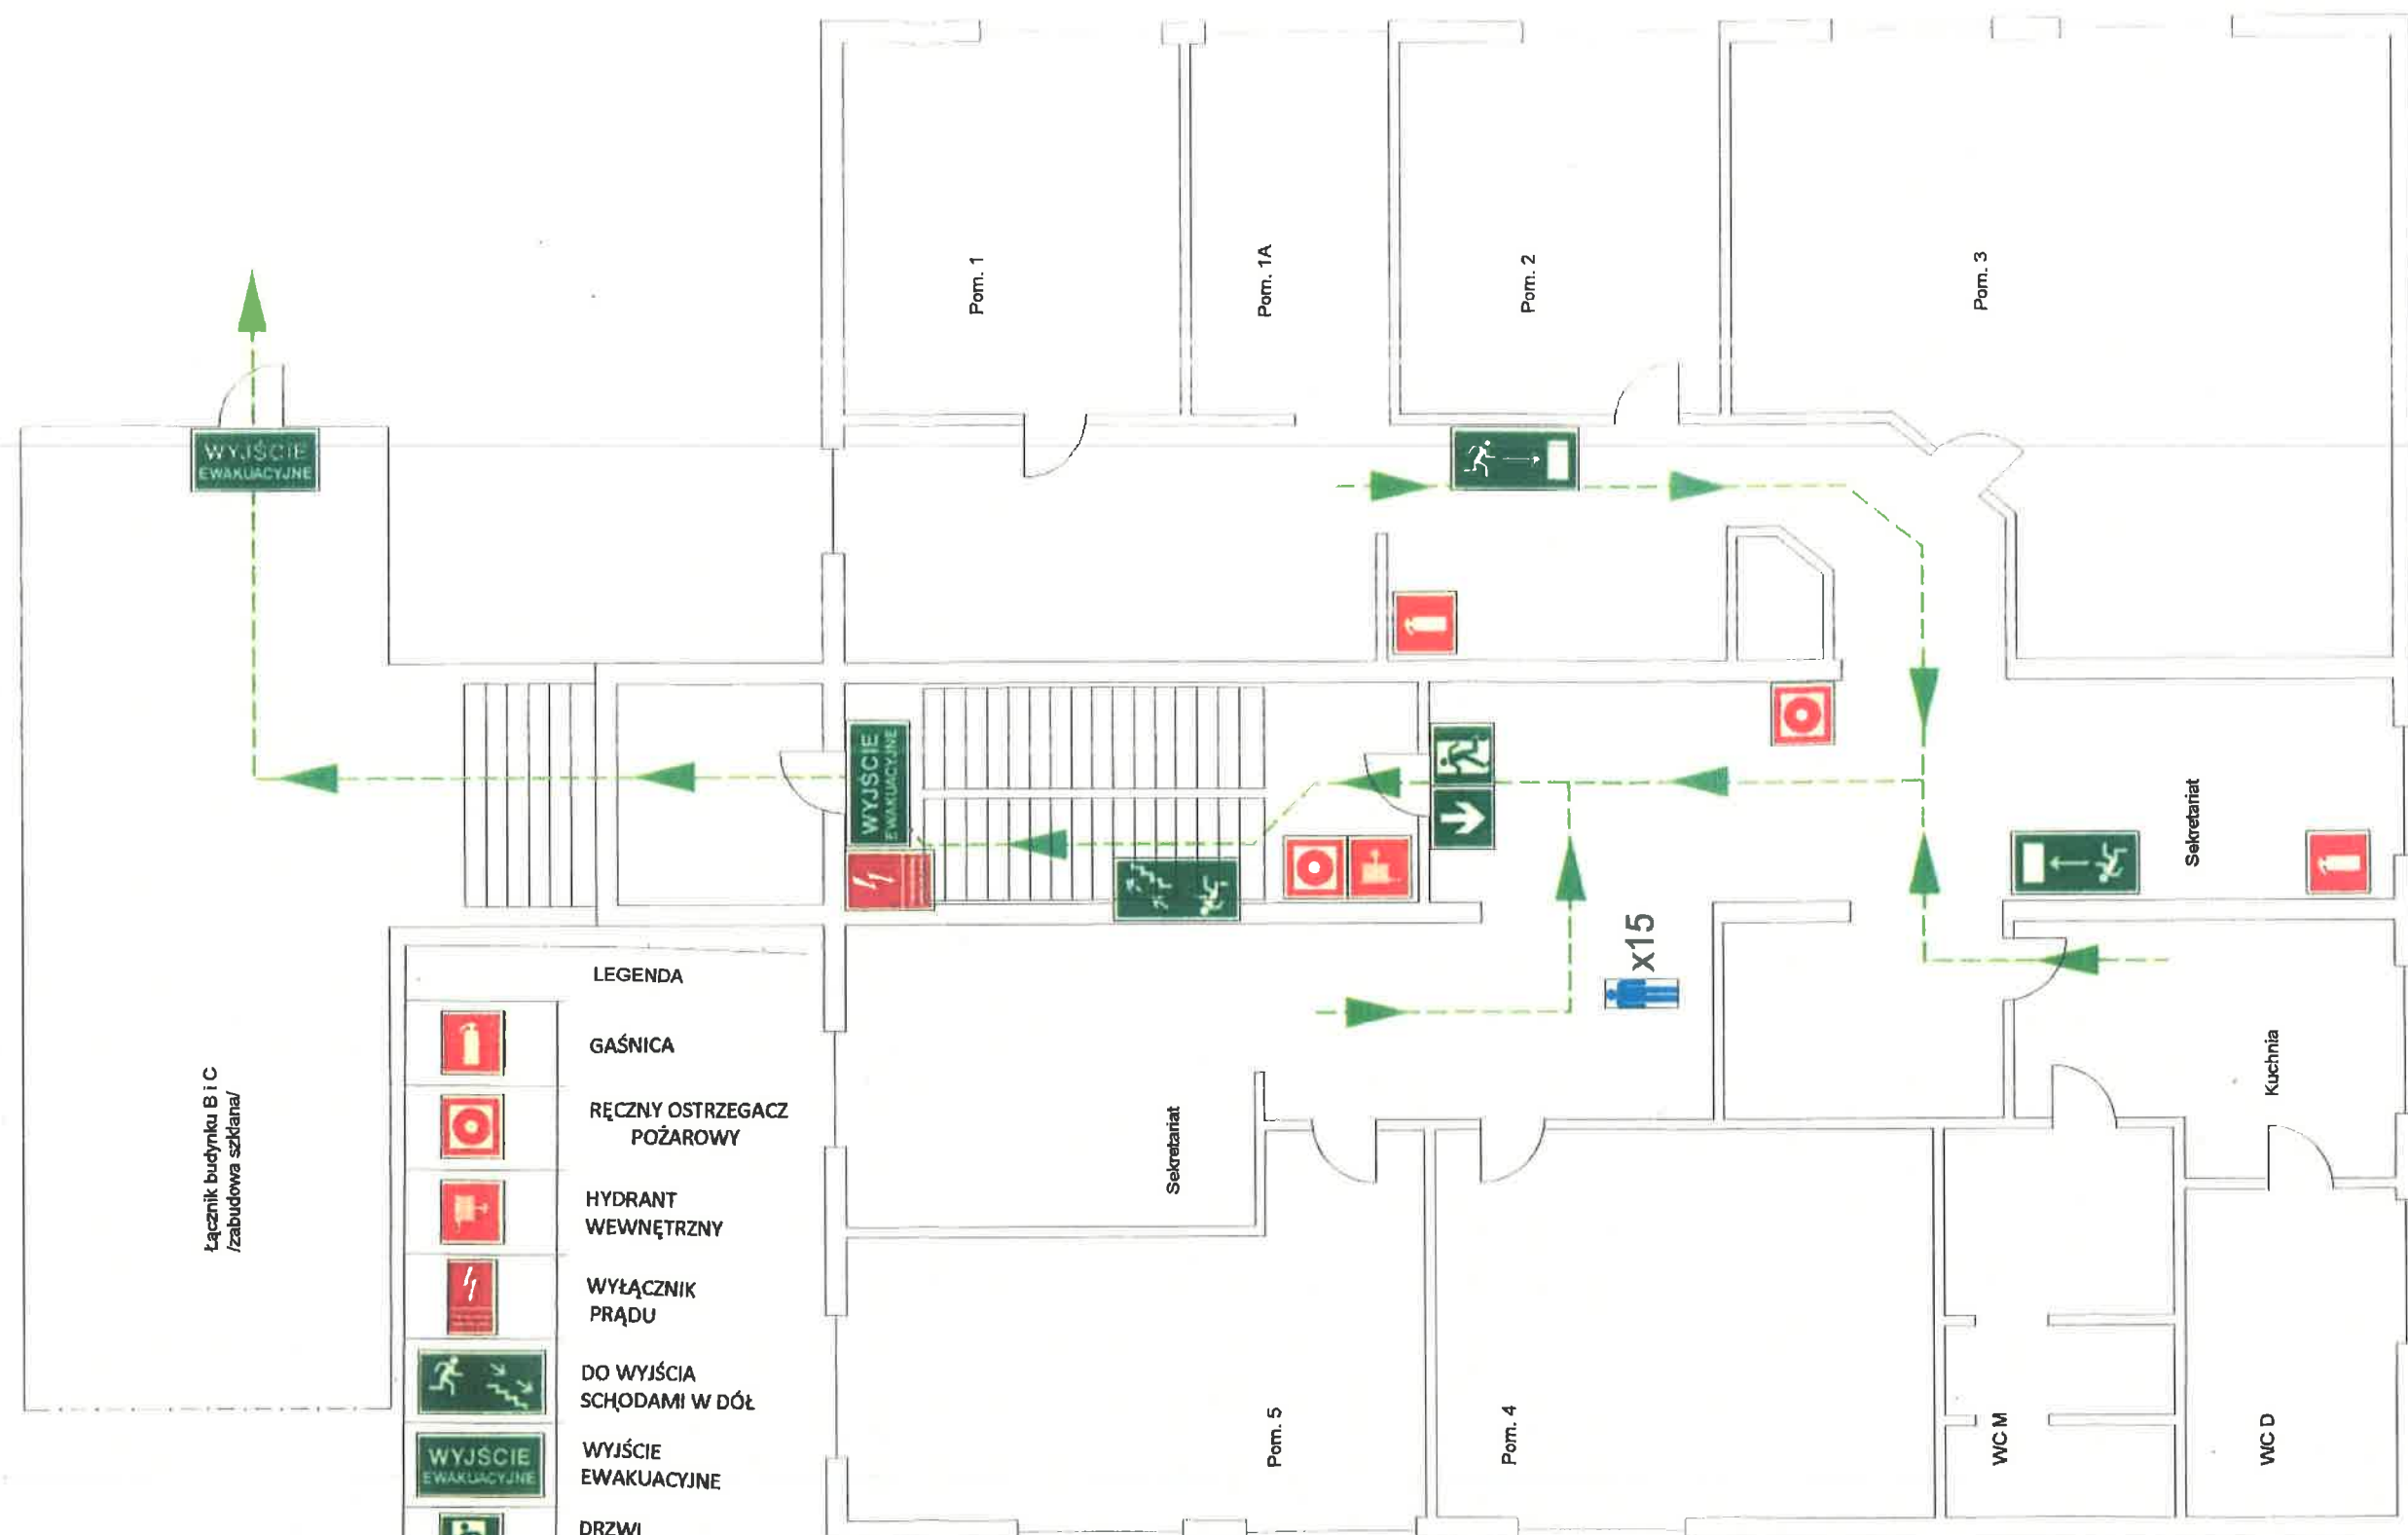 WYJŚCIE
EWAKUACYJNE
Pom. 1
Pom. 1A
Pom. 2
Pom. 3
WYJŚCIE
EWAKUACYJNE
Sekretariat
x15
Łącznik budynku B i C
/zabudowa szklana/
Sekretariat
Kuchnia
Pom. 5
Pom. 4
WC M
WC D
LEGENDA
GAŚNICA
RĘCZNY OSTRZEGACZ
POŻAROWY
HYDRANT
WEWNĘTRZNY
WYŁĄCZNIK
PRĄDU
DO WYJŚCIA
SCHODAMI W DÓŁ
WYJŚCIE
EWAKUACYJNE
WYJŚCIE
EWAKUACYJNE
DRZWI